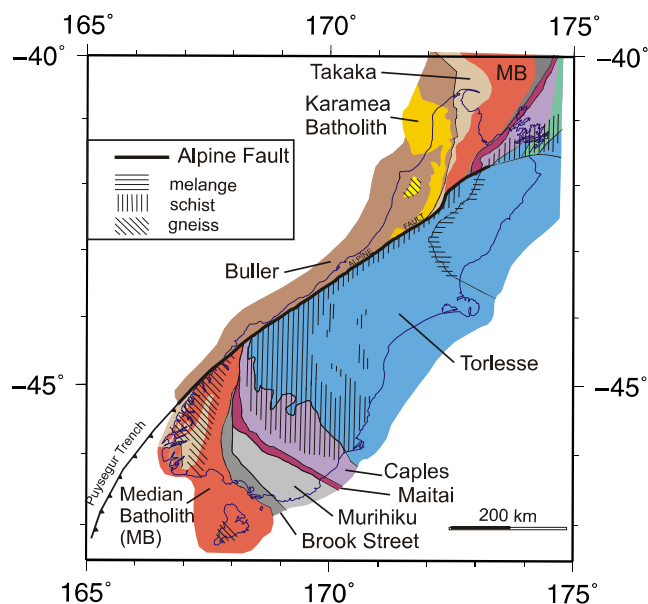 165° 170° 175°
−40° −40°
Takaka
MB
Karamea
Batholith
Alpine Fault
melange
schist
gneiss
ALPINE FAULT
Buller
Torlesse
−45° −45°
Puysegur Trench
Caples
Median
Batholith
(MB)
Maitai
Murihiku
200 km
Brook Street
165° 170° 175°